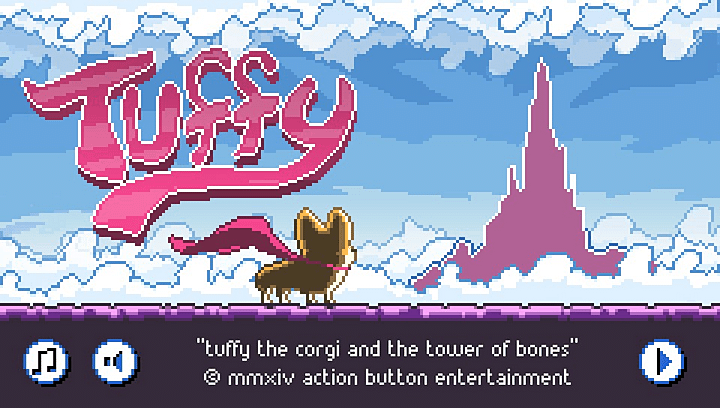 Tuffy
"tuffy the corgi and the tower of bones"
© mmxiv action button entertainment